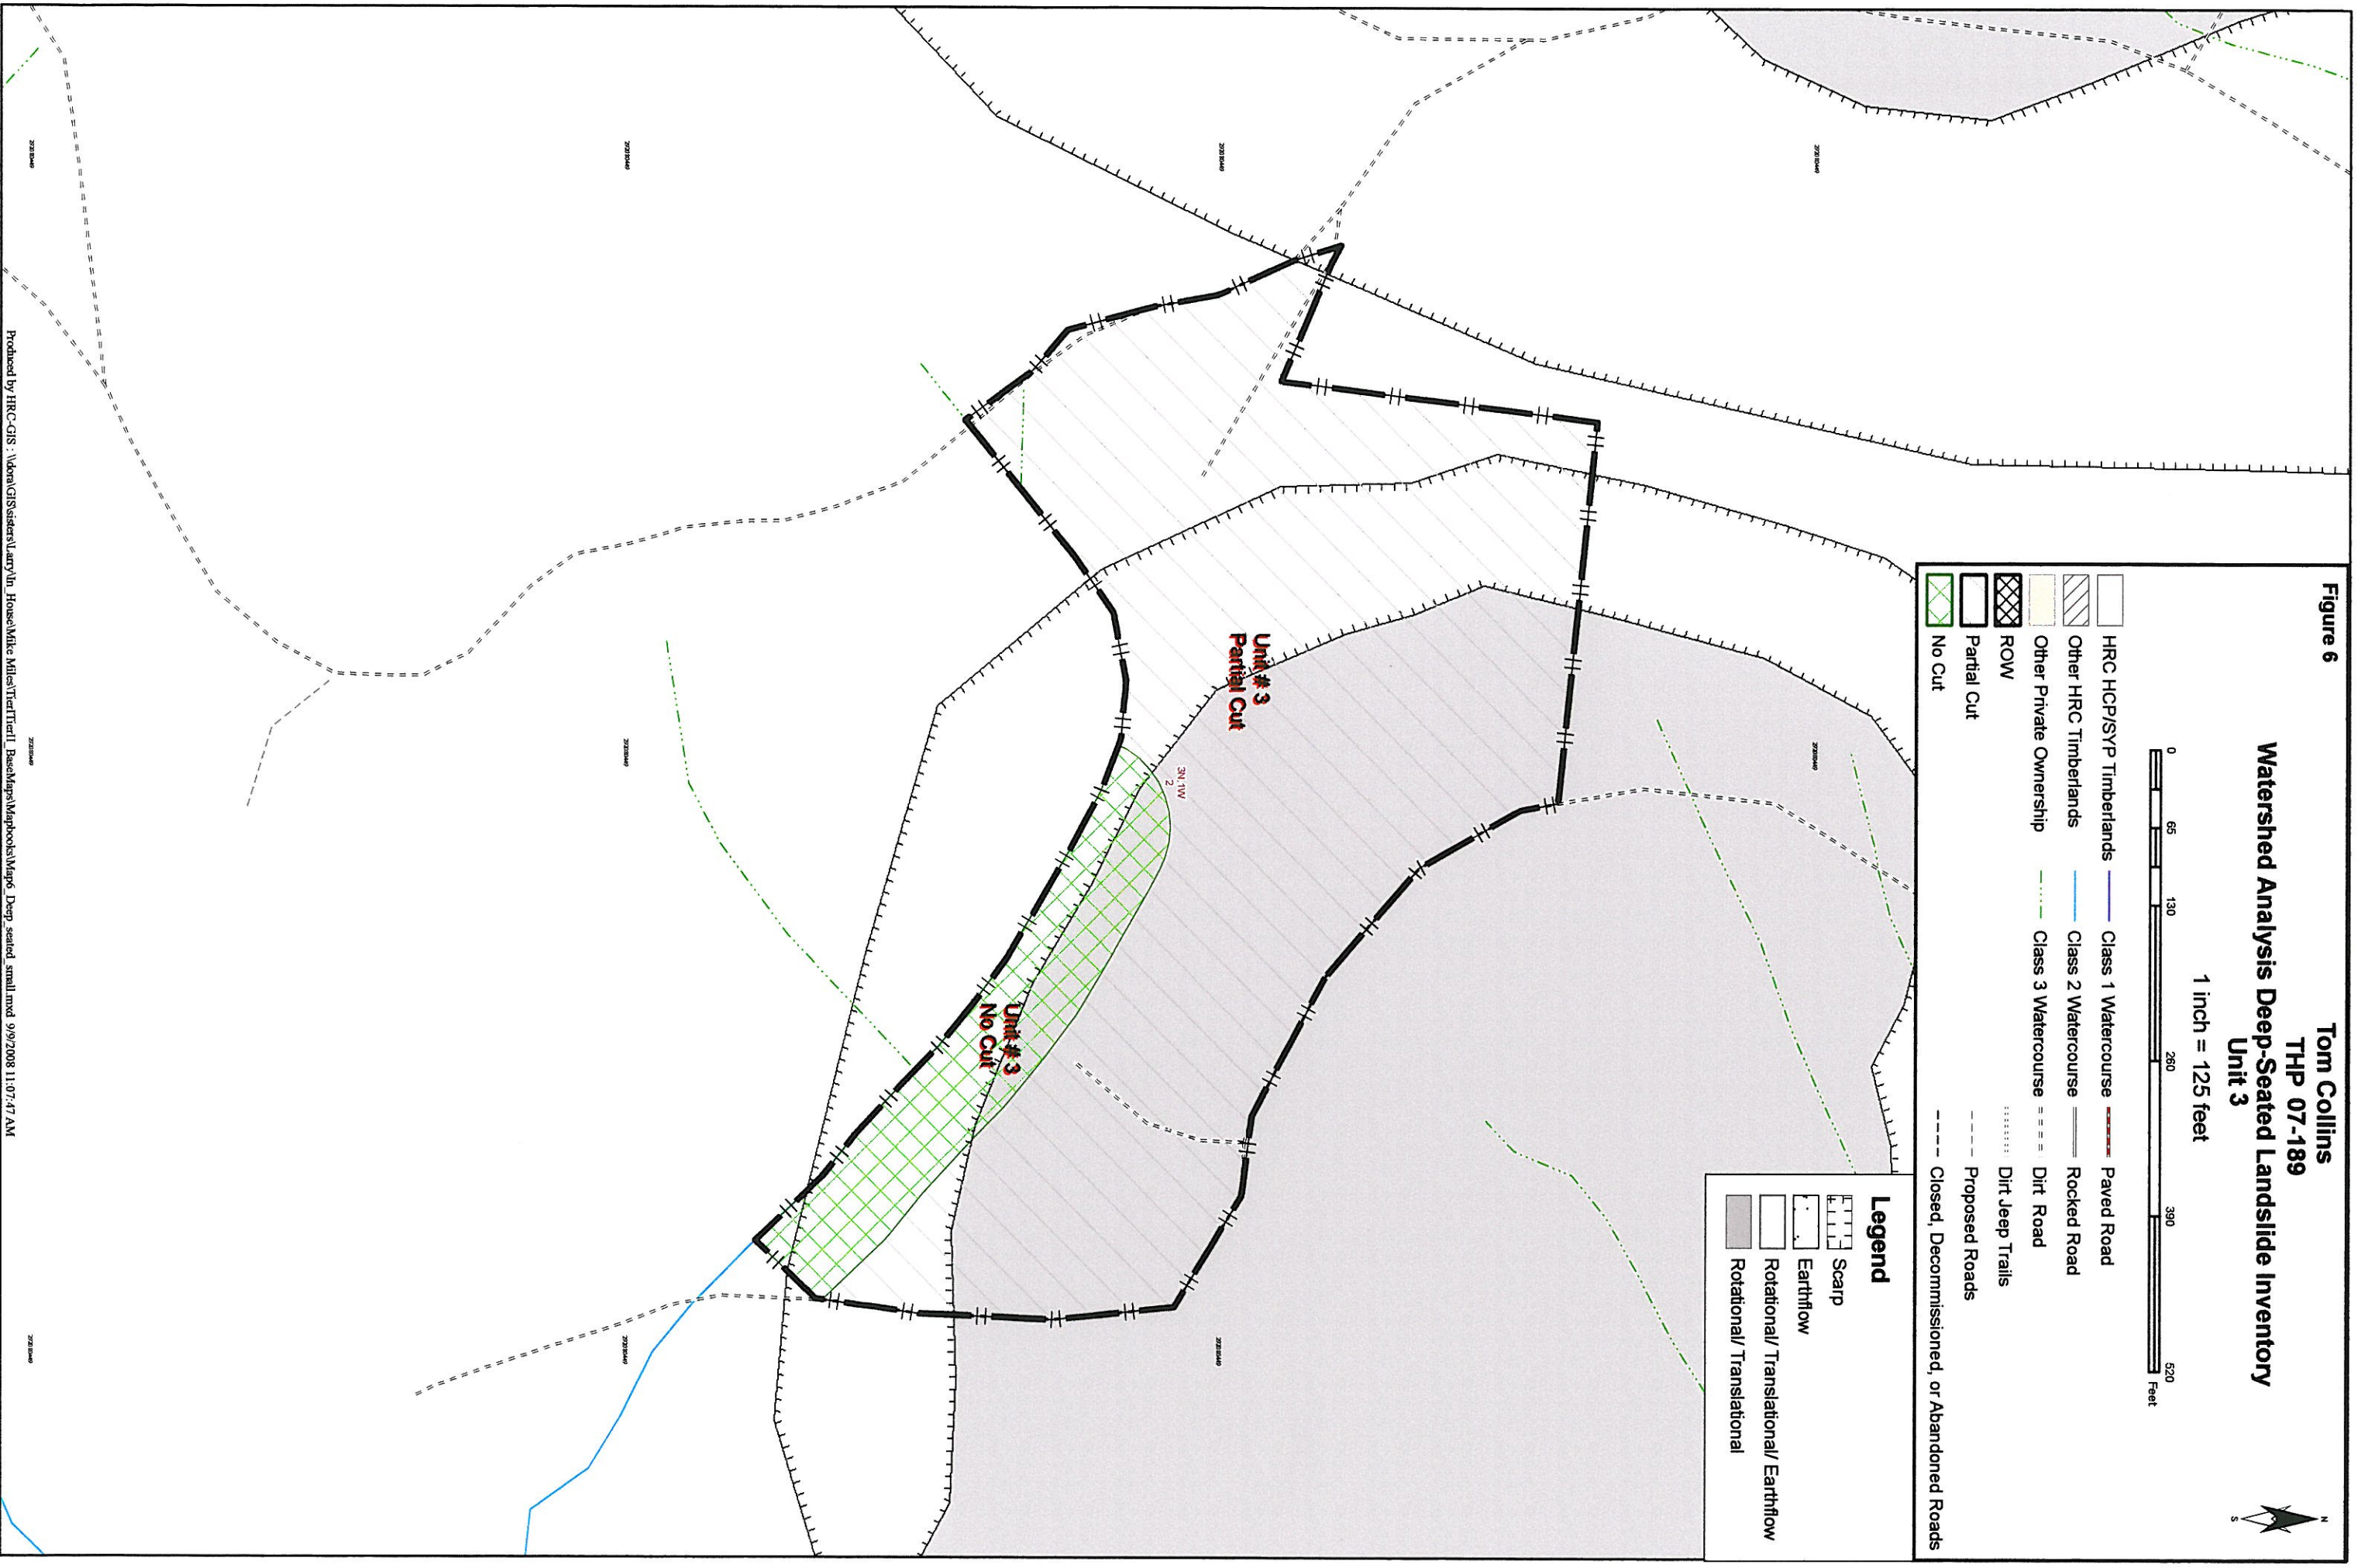 Figure 6
Tom Collins
THP 07-189
Watershed Analysis Deep-Seated Landslide Inventory
Unit 3
1 inch = 125 feet
0 65 130 260 390 520
Feet
N
S
HRC HCP/SYP Timberlands
Other HRC Timberlands
Other Private Ownership
ROW
Partial Cut
No Cut
Class 1 Watercourse
Class 2 Watercourse
Class 3 Watercourse
Paved Road
Rocked Road
Dirt Road
Dirt Jeep Trails
Proposed Roads
Closed, Decommissioned, or Abandoned Roads
Legend
Scarp
Earthflow
Rotational/ Translational/ Earthflow
Rotational/ Translational
Unit # 3
Partial Cut
3N,1W
2
Unit # 3
No Cut
Produced by HRC-GIS : \\dora\GIS\sisters\Larry\In_House\Mike Miles\TierITierII_BaseMaps\Mapbooks\Map6_Deep_seated_small.mxd 9/9/2008 11:07:47 AM